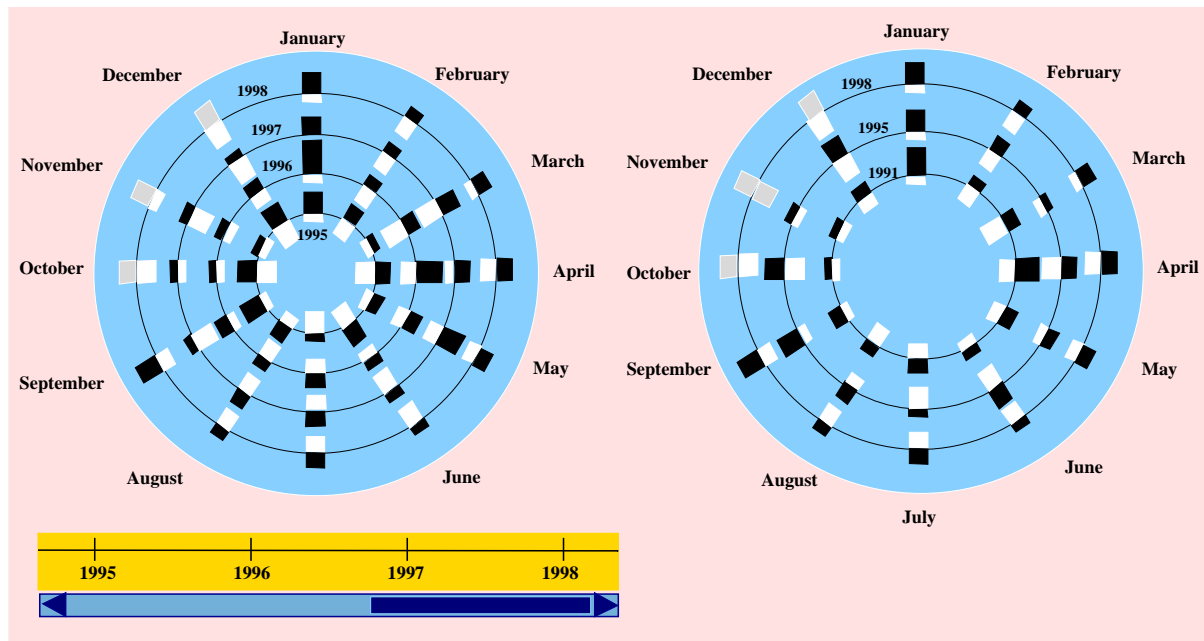 January
December
February
1998
1997
November
1996
March
1995
October
April
September
May
August
June
January
December
February
1998
1995
November
1991
March
October
April
September
May
August
June
July
1995 1996 1997 1998